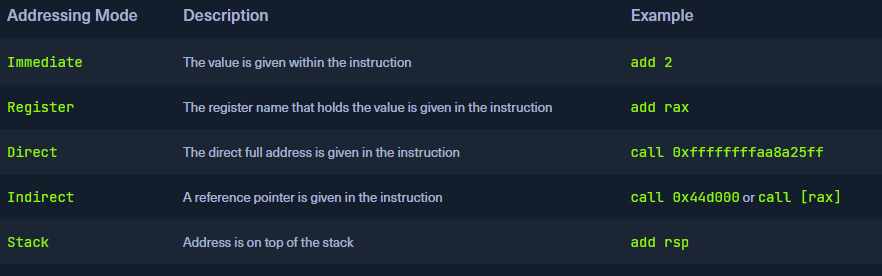 Addressing Mode Description Example
Immediate The value is given within the instruction add 2
Register The register name that holds the value is given in the instruction add rax
Direct The direct full address is given in the instruction call 0xffffffffaa8a25ff
Indirect A reference pointer is given in the instruction call 0x44d000 or call [rax]
Stack Address is on top of the stack add rsp